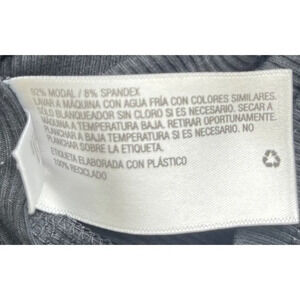 92% MODAL / 8% SPANDEX
LAVAR A MÁQUINA CON AGUA FRÍA CON COLORES SIMILARES.
SÓLO BLANQUEADOR SIN CLORO SI ES NECESARIO. SECAR A
MÁQUINA A TEMPERATURA BAJA. RETIRAR OPORTUNAMENTE.
PLANCHAR A BAJA TEMPERATURA SI ES NECESARIO. NO
PLANCHAR SOBRE LA ETIQUETA.
ETIQUETA ELABORADA CON PLÁSTICO
100% RECICLADO